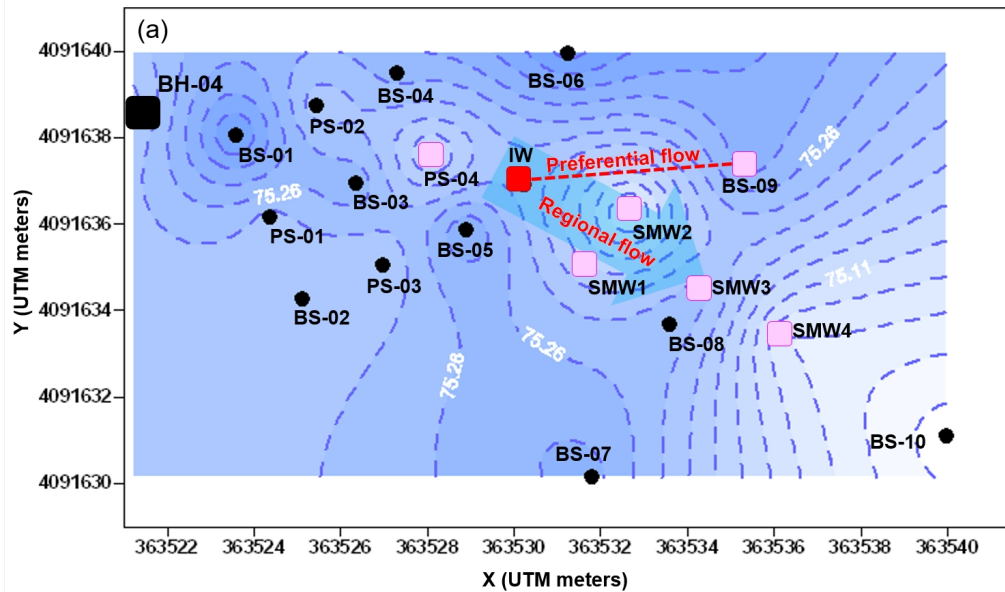 (a)
4091640
4091638
4091636
4091634
4091632
4091630
Y (UTM meters)
BH-04
BS-01
PS-02
BS-04
BS-06
PS-04
IW
Preferential flow
BS-09
75.26
75.26
BS-03
PS-01
BS-05
Regional flow
SMW2
PS-03
SMW1
SMW3
75.11
BS-02
BS-08
SMW4
75.26
75.28
BS-07
BS-10
363522
363524
363526
363528
363530
363532
363534
363536
363538
363540
X (UTM meters)